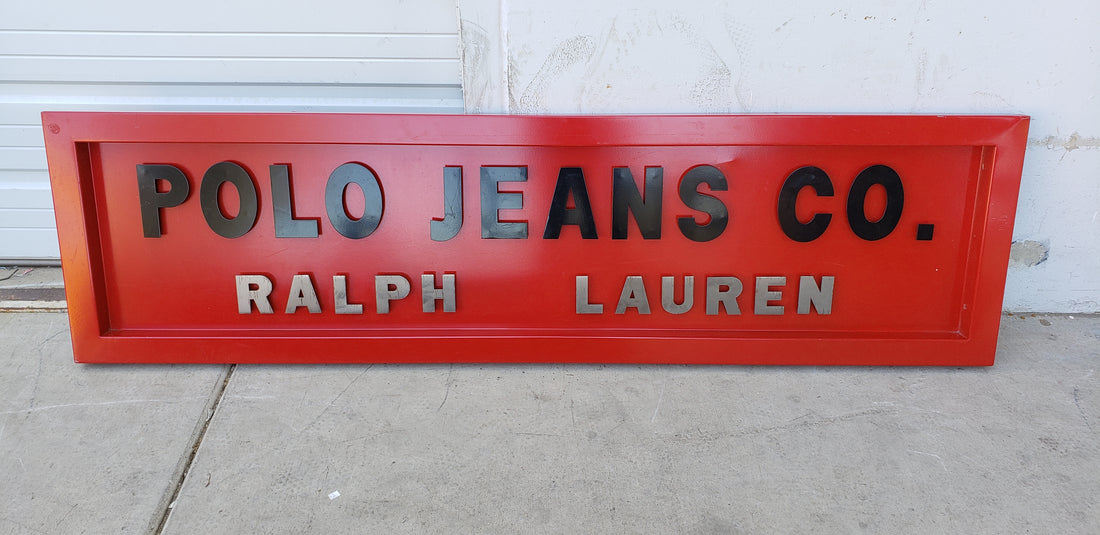 POLO JEANS CO.
RALPH LAUREN